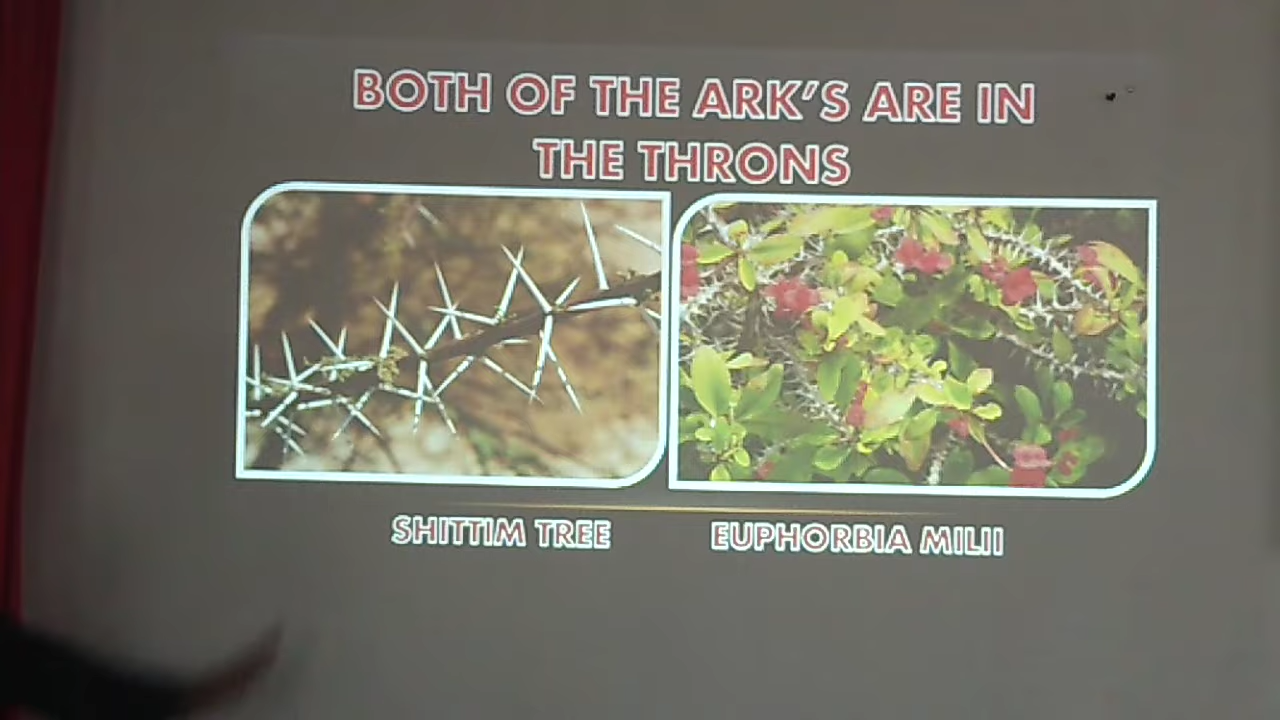 BOTH OF THE ARK'S ARE IN
THE THRONS
SHITTIM TREE
EUPHORBIA MILII